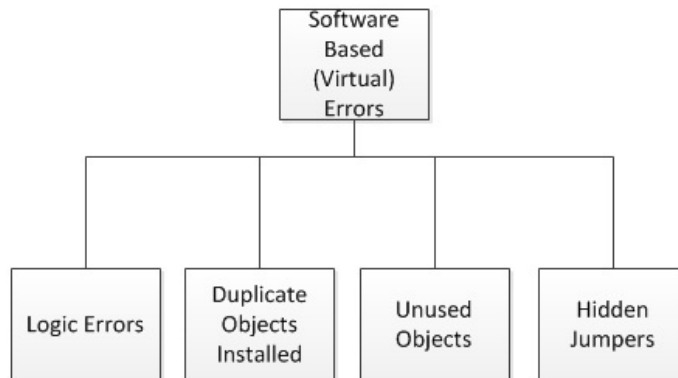 Software
Based
(Virtual)
Errors
Logic Errors
Duplicate
Objects
Installed
Unused
Objects
Hidden
Jumpers